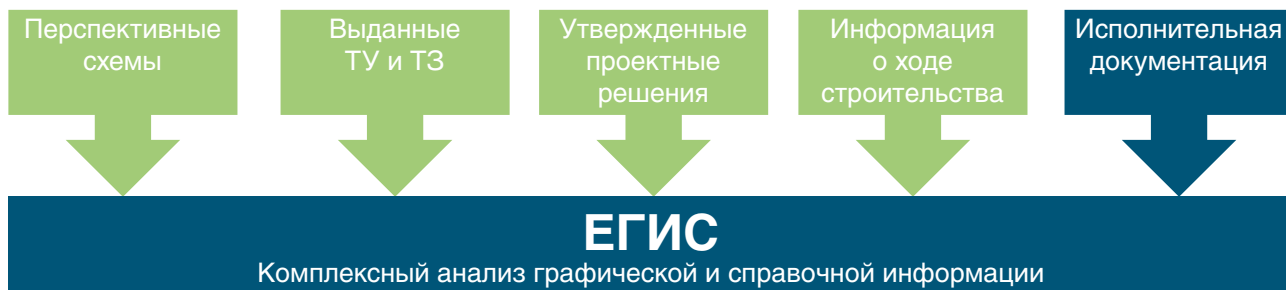 Перспективные
схемы
Выданные
ТУ и ТЗ
Утвержденные
проектные
решения
Информация
о ходе
строительства
Исполнительная
документация
ЕГИС
Комплексный анализ графической и справочной информации